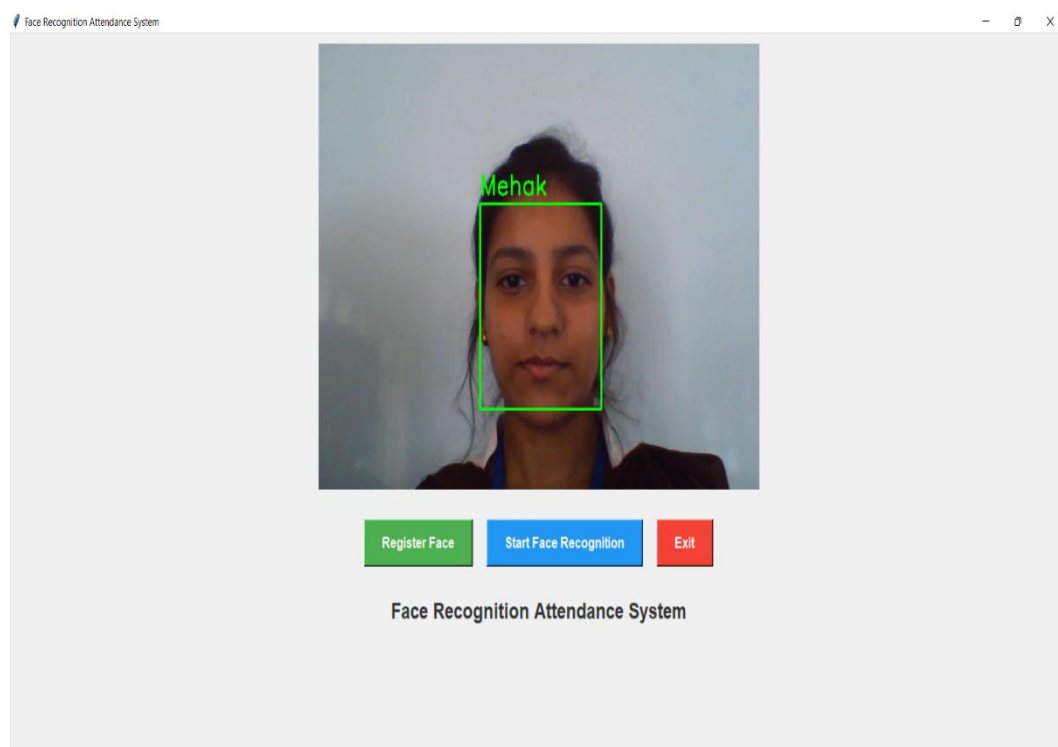 Face Recognition Attendance System
Mehak
Register Face Start Face Recognition Exit
Face Recognition Attendance System